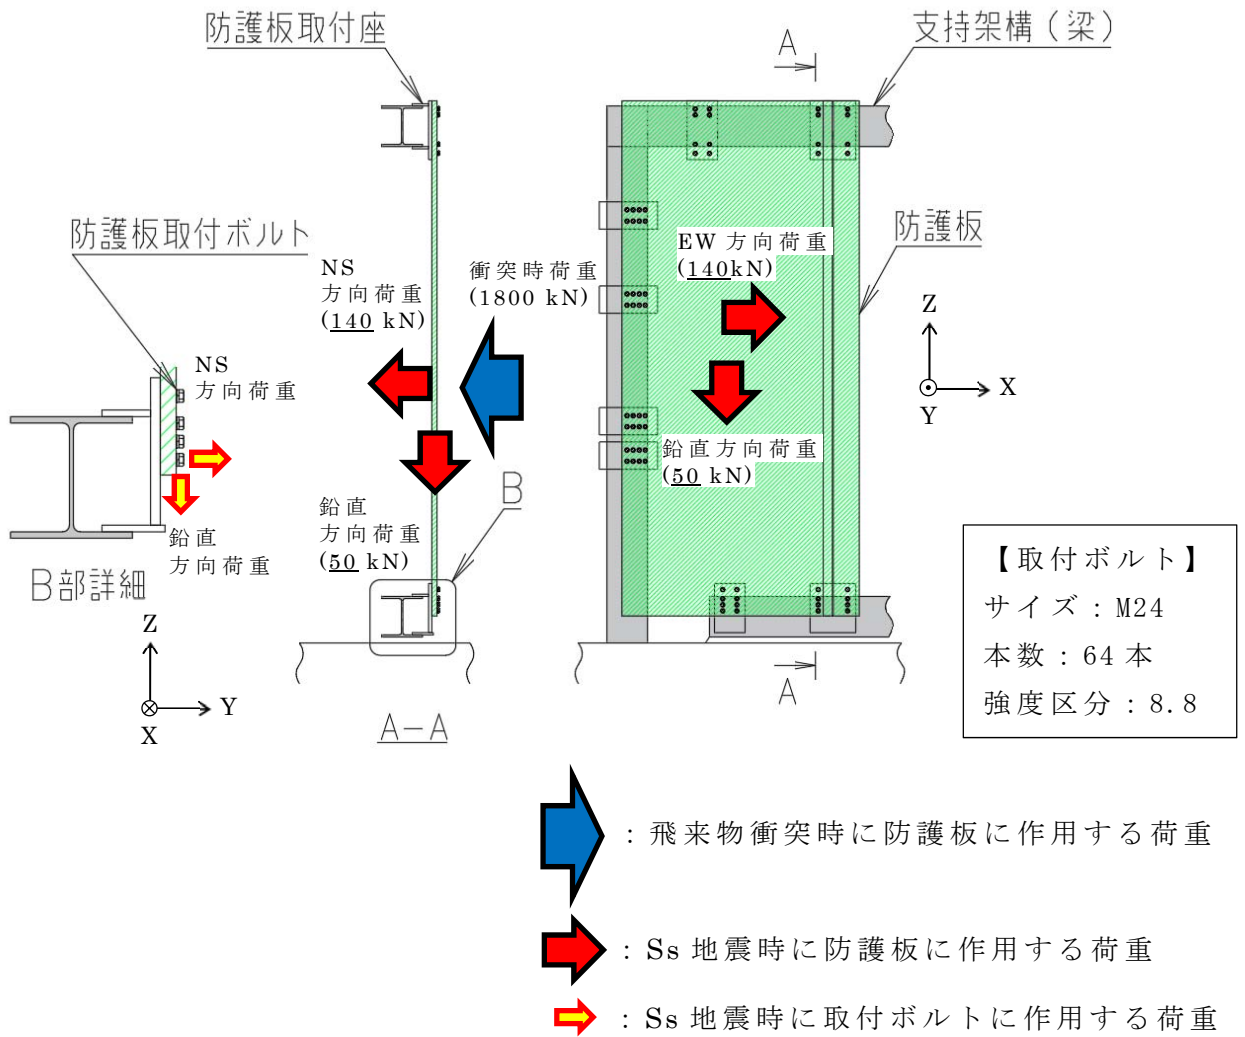 防護板取付座
支持架構（梁）
A
防護板取付ボルト
防護板
NS
方向荷重
(140 kN)
衝突時荷重
(1800 kN)
EW 方向荷重
(140kN)
Z
X
Y
NS
方向荷重
鉛直方向荷重
(50 kN)
B
鉛直
方向荷重
(50 kN)
鉛直
方向荷重
B部詳細
Z
Y
X
A
A－A
【取付ボルト】
サイズ：M24
本数：64 本
強度区分：8.8
：飛来物衝突時に防護板に作用する荷重
：Ss 地震時に防護板に作用する荷重
：Ss 地震時に取付ボルトに作用する荷重